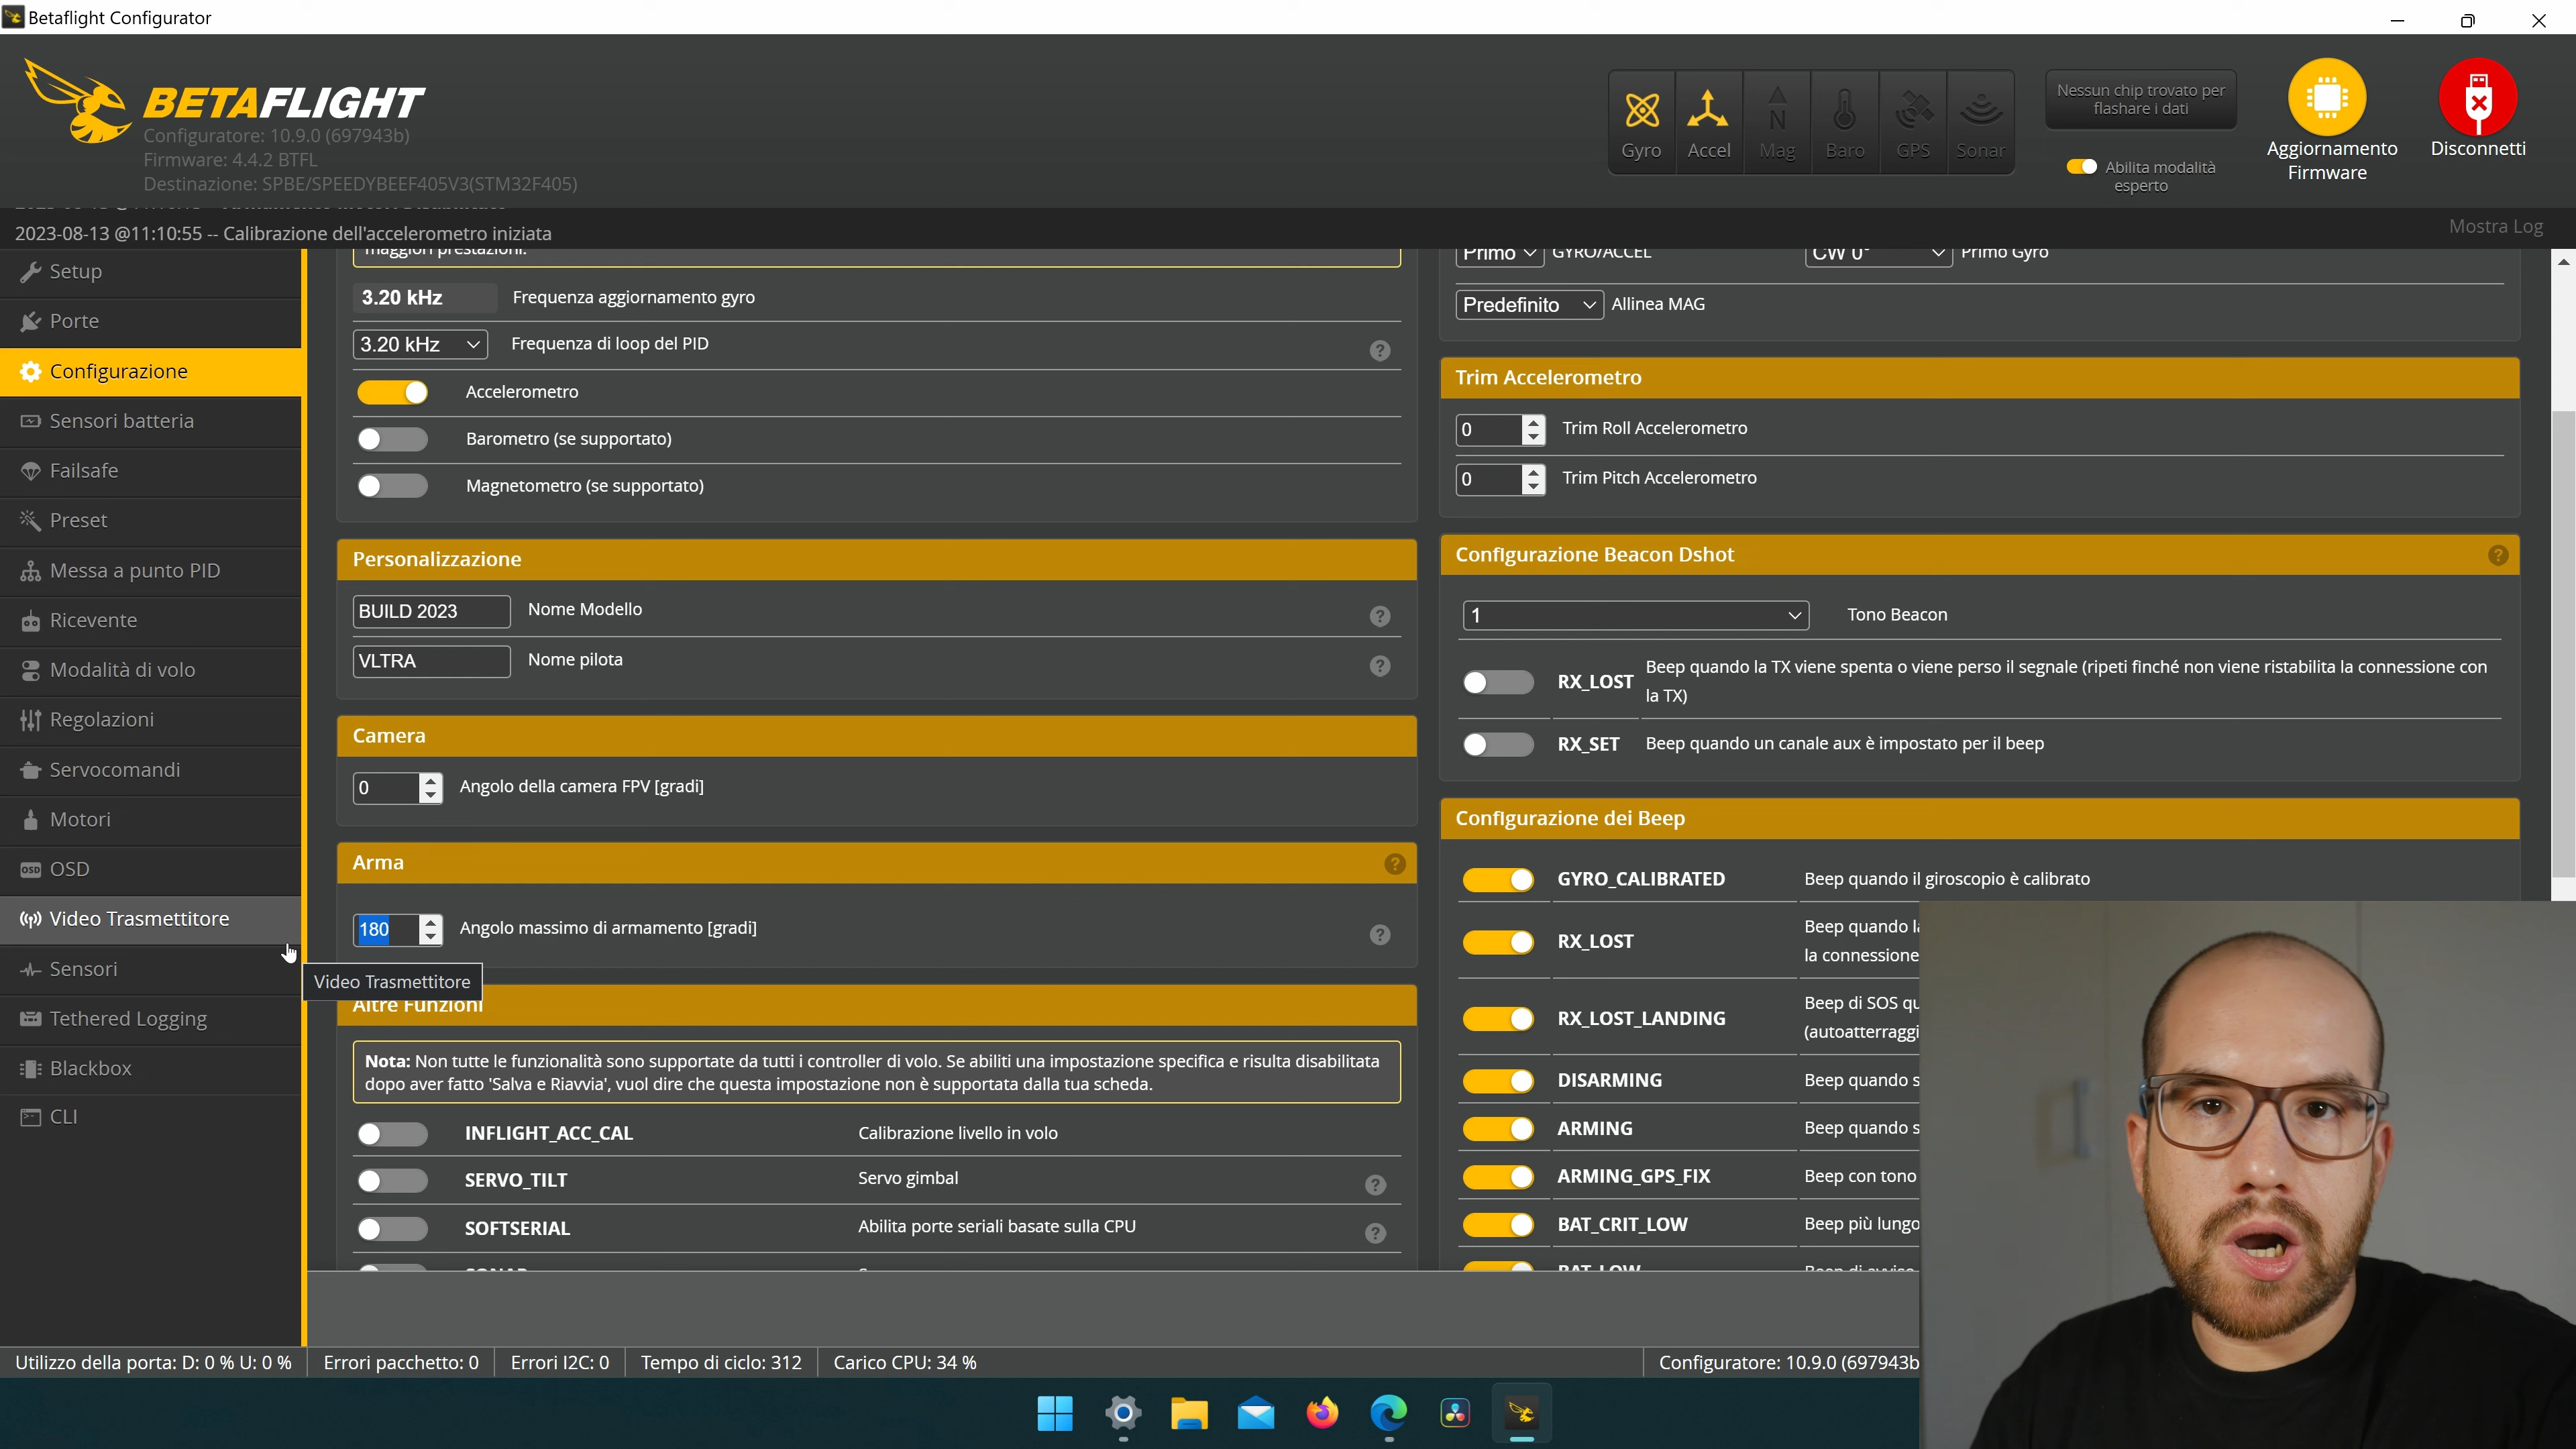 Betaflight Configurator
BETAFLIGHT
Configuratore: 10.9.0 (697943b)
Firmware: 4.4.2 BTFL
Destinazione: SPBE/SPEEDYBEEF405V3(STM32F405)
Gyro
Accel
Mag
Baro
GPS
Sonar
Nessun chip trovato per
flashare i dati
Abilita modalità
esperto
Aggiornamento
Firmware
Disconnetti
2023-08-13 @11:10:55 -- Calibrazione dell'accelerometro iniziata
Mostra Log
Setup
Porte
Configurazione
Sensori batteria
Failsafe
Preset
Messa a punto PID
Ricevente
Modalità di volo
Regolazioni
Servocomandi
Motori
OSD OSD
Video Trasmettitore
Sensori
Tethered Logging
Blackbox
CLI
Video Trasmettitore
maggiori prestazioni.
3.20 kHz Frequenza aggiornamento gyro
3.20 kHz Frequenza di loop del PID ?
Accelerometro
Barometro (se supportato)
Magnetometro (se supportato)
Personalizzazione
BUILD 2023 Nome Modello ?
VLTRA Nome pilota ?
Camera
0 Angolo della camera FPV [gradi]
Arma ?
180 Angolo massimo di armamento [gradi] ?
Altre Funzioni
Nota: Non tutte le funzionalità sono supportate da tutti i controller di volo. Se abiliti una impostazione specifica e risulta disabilitata
dopo aver fatto 'Salva e Riavvia', vuol dire che questa impostazione non è supportata dalla tua scheda.
INFLIGHT_ACC_CAL Calibrazione livello in volo
SERVO_TILT Servo gimbal ?
SOFTSERIAL Abilita porte seriali basate sulla CPU ?
SONAR
Primo GYRO/ACCEL CW 0° Primo Gyro
Predefinito Allinea MAG
Trim Accelerometro
0 Trim Roll Accelerometro
0 Trim Pitch Accelerometro
Configurazione Beacon Dshot ?
1 Tono Beacon
RX_LOST Beep quando la TX viene spenta o viene perso il segnale (ripeti finché non viene ristabilita la connessione con
la TX)
RX_SET Beep quando un canale aux è impostato per il beep
Configurazione dei Beep
GYRO_CALIBRATED Beep quando il giroscopio è calibrato
RX_LOST Beep quando
la connessione
RX_LOST_LANDING Beep di SOS
(autoatterraggi
DISARMING Beep quando s
ARMING Beep quando s
ARMING_GPS_FIX Beep con tono
BAT_CRIT_LOW Beep più lungo
BAT_LOW Beep di avviso
Utilizzo della porta: D: 0 % U: 0 %
Errori pacchetto: 0
Errori I2C: 0
Tempo di ciclo: 312
Carico CPU: 34 %
Configuratore: 10.9.0 (697943b